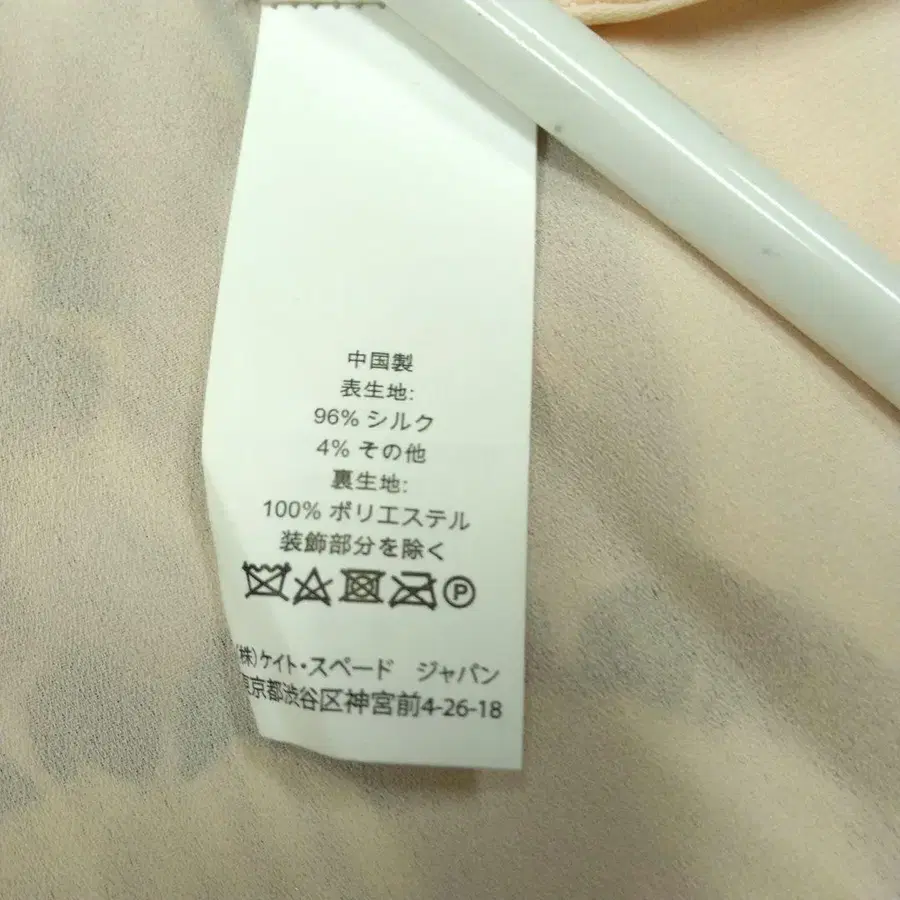 中国製
表生地:
96% シルク
4% その他
裏生地:
100% ポリエステル
装飾部分を除く
P
(株)ケイト・スペード ジャパン
東京都渋谷区神宮前4-26-18